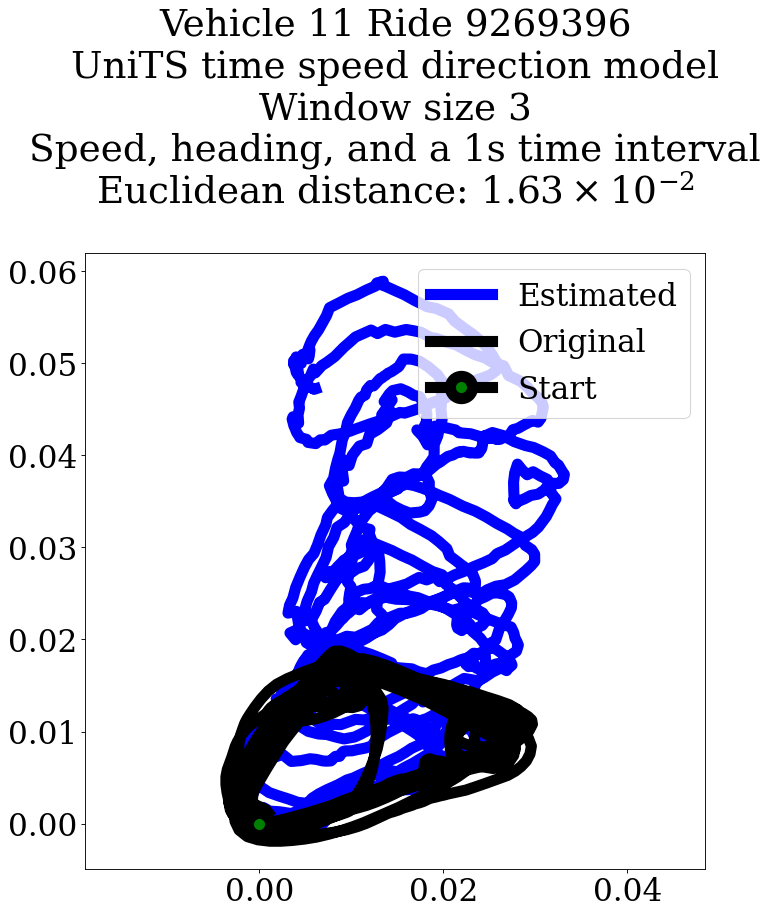 Vehicle 11 Ride 9269396
UniTS time speed direction model
Window size 3
Speed, heading, and a 1s time interval
Euclidean distance: 1.63 × 10⁻²
0.06
Estimated
Original
Start
0.05
0.04
0.03
0.02
0.01
0.00
0.00 0.02 0.04